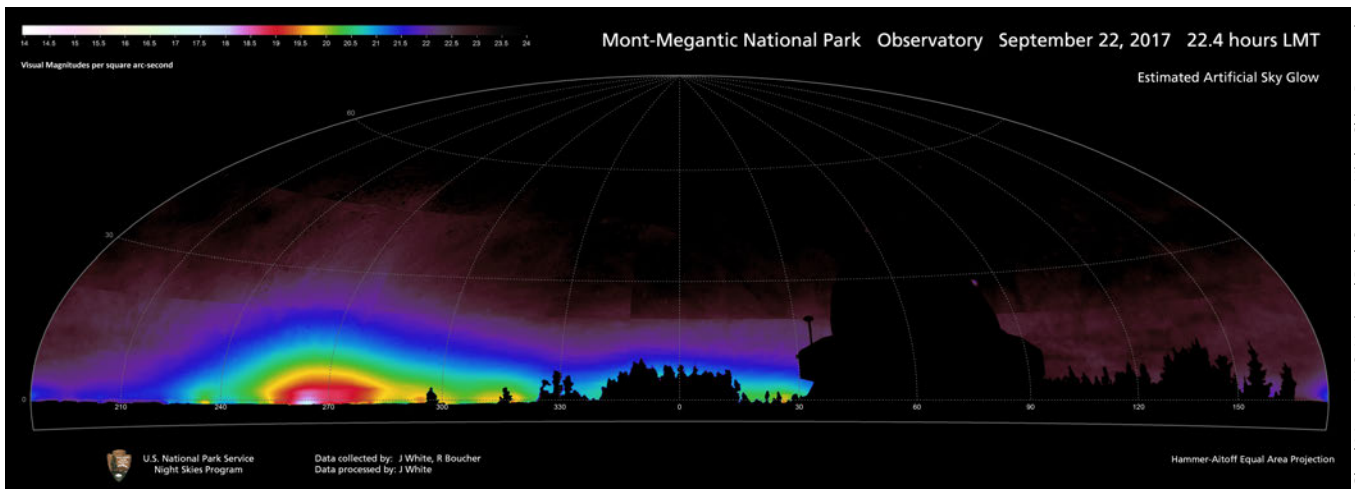 14 14.5 15 15.5 16 16.5 17 17.5 18 18.5 19 19.5 20 20.5 21 21.5 22 22.5 23 23.5 24
Visual Magnitudes per square arc-second
Mont-Megantic National Park Observatory September 22, 2017 22.4 hours LMT
Estimated Artificial Sky Glow
60
30
0 210 240 270 300 330 0 30 60 90 120 150
U.S. National Park Service
Night Skies Program
Data collected by: J White, R Boucher
Data processed by: J White
Hammer-Aitoff Equal Area Projection